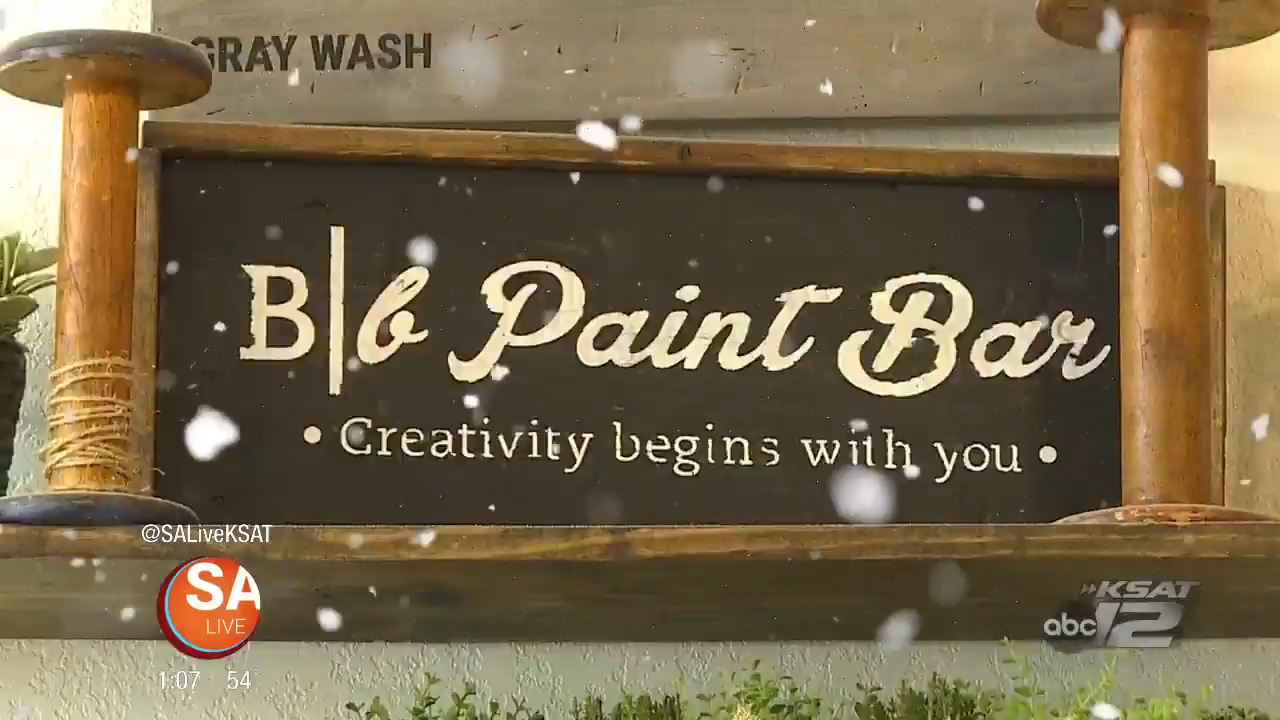 GRAY WASH
B|b Paint Bar
• Creativity begins with you •
@SALiveKSAT
SA
LIVE
KSAT
abc 12
1:07 54°